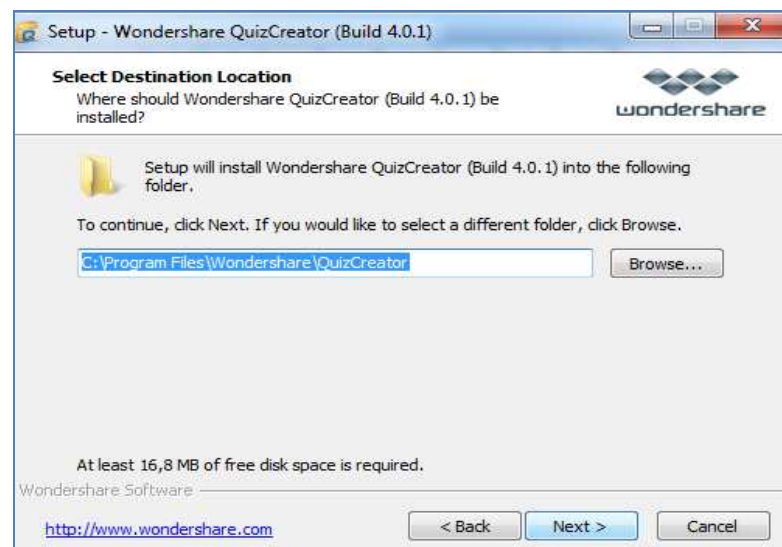 Setup - Wondershare QuizCreator (Build 4.0.1)
Select Destination Location
Where should Wondershare QuizCreator (Build 4.0.1) be
installed?
wondershare
Setup will install Wondershare QuizCreator (Build 4.0.1) into the following
folder.
To continue, click Next. If you would like to select a different folder, click Browse.
C:\Program Files\Wondershare\QuizCreator
Browse...
At least 16,8 MB of free disk space is required.
Wondershare Software
http://www.wondershare.com
< Back
Next >
Cancel